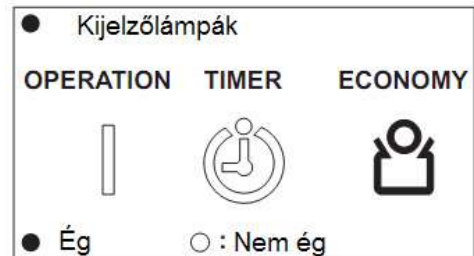 ● Kijelzőlámpák
OPERATION TIMER ECONOMY
● Ég ○ : Nem ég